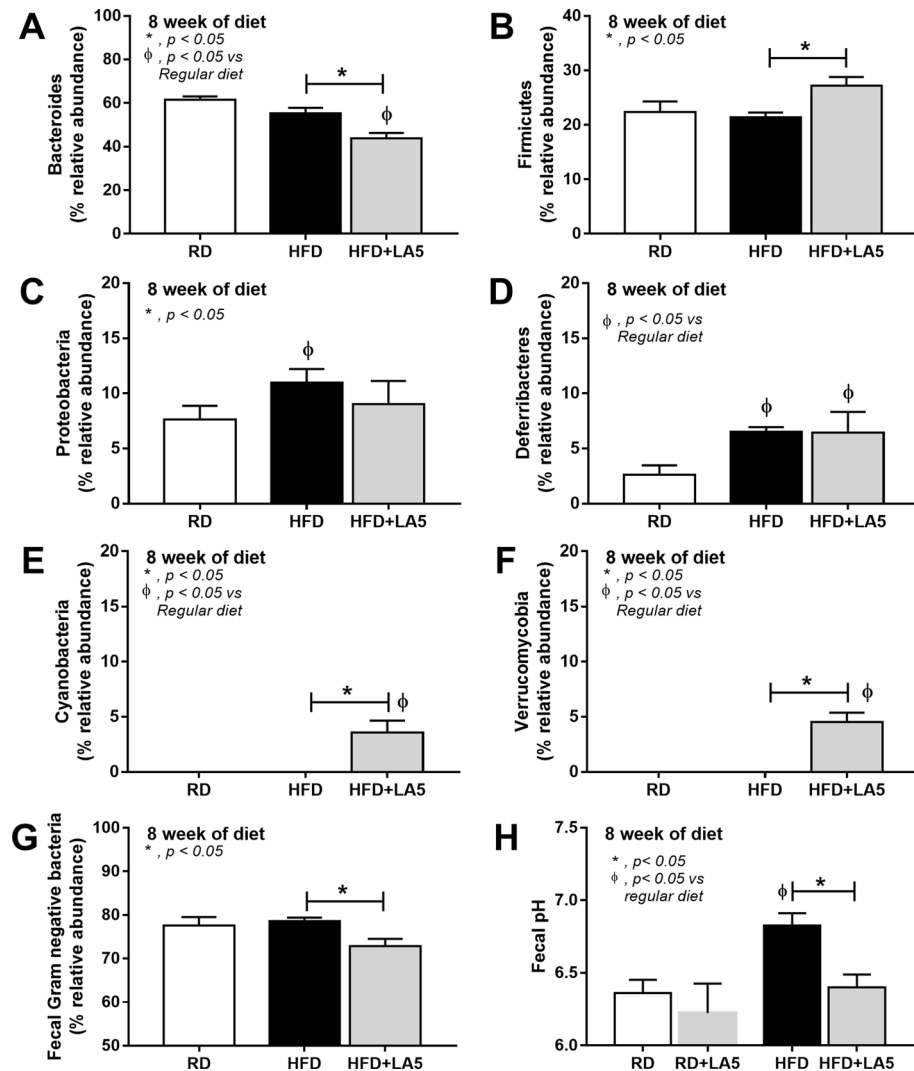 A
8 week of diet
* , p < 0.05
ϕ , p < 0.05 vs
Regular diet
Bacteroides
(% relative abundance)
100
80
60
40
20
0
*
ϕ
RD HFD HFD+LA5
B
8 week of diet
* , p < 0.05
Firmicutes
(% relative abundance)
40
30
20
10
0
*
RD HFD HFD+LA5
C
8 week of diet
* , p < 0.05
Proteobacteria
(% relative abundance)
20
15
10
5
0
ϕ
RD HFD HFD+LA5
D
8 week of diet
ϕ , p < 0.05 vs
Regular diet
Deferribacteres
(% relative abundance)
20
15
10
5
0
ϕ ϕ
RD HFD HFD+LA5
E
8 week of diet
* , p < 0.05
ϕ , p < 0.05 vs
Regular diet
Cyanobacteria
(% relative abundance)
20
15
10
5
0
*
ϕ
RD HFD HFD+LA5
F
8 week of diet
* , p < 0.05
ϕ , p < 0.05 vs
Regular diet
Verrucomycobia
(% relative abundance)
20
15
10
5
0
*
ϕ
RD HFD HFD+LA5
G
8 week of diet
* , p < 0.05
Fecal Gram negative bacteria
(% relative abundance)
100
90
80
70
60
50
*
RD HFD HFD+LA5
H
8 week of diet
* , p< 0.05
ϕ , p< 0.05 vs
regular diet
Fecal pH
7.5
7.0
6.5
6.0
ϕ *
RD RD+LA5 HFD HFD+LA5